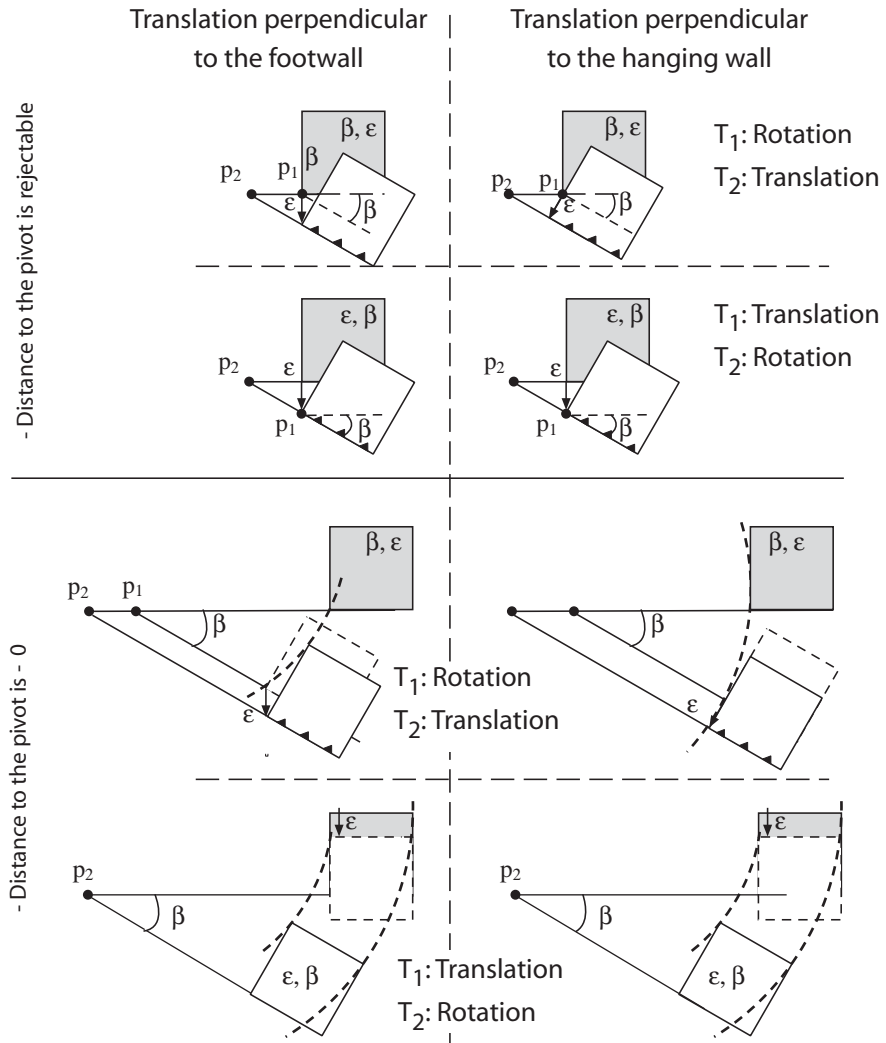 Translation perpendicular
to the footwall
Translation perpendicular
to the hanging wall
- Distance to the pivot is rejectable
β, ε
β
p2
p1
ε
β
β, ε
p2
p1
ε
β
T1: Rotation
T2: Translation
ε, β
p2
ε
p1
β
ε, β
p2
ε
p1
β
T1: Translation
T2: Rotation
- Distance to the pivot is - 0
β, ε
p2
p1
β
ε
T1: Rotation
T2: Translation
β, ε
β
ε
ε
p2
β
ε, β
T1: Translation
T2: Rotation
ε
p2
β
ε, β